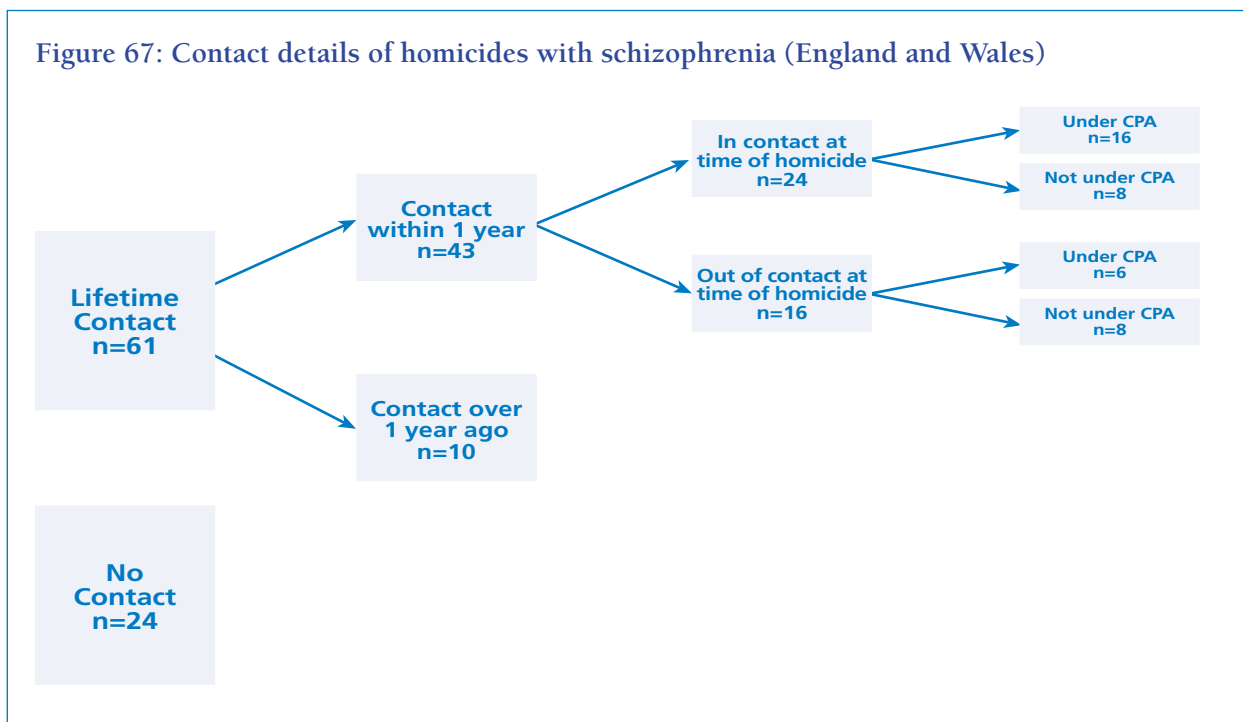 Figure 67: Contact details of homicides with schizophrenia (England and Wales)
Lifetime
Contact
n=61
No
Contact
n=24
Contact
within 1 year
n=43
Contact over
1 year ago
n=10
In contact at
time of homicide
n=24
Out of contact at
time of homicide
n=16
Under CPA
n=16
Not under CPA
n=8
Under CPA
n=6
Not under CPA
n=8